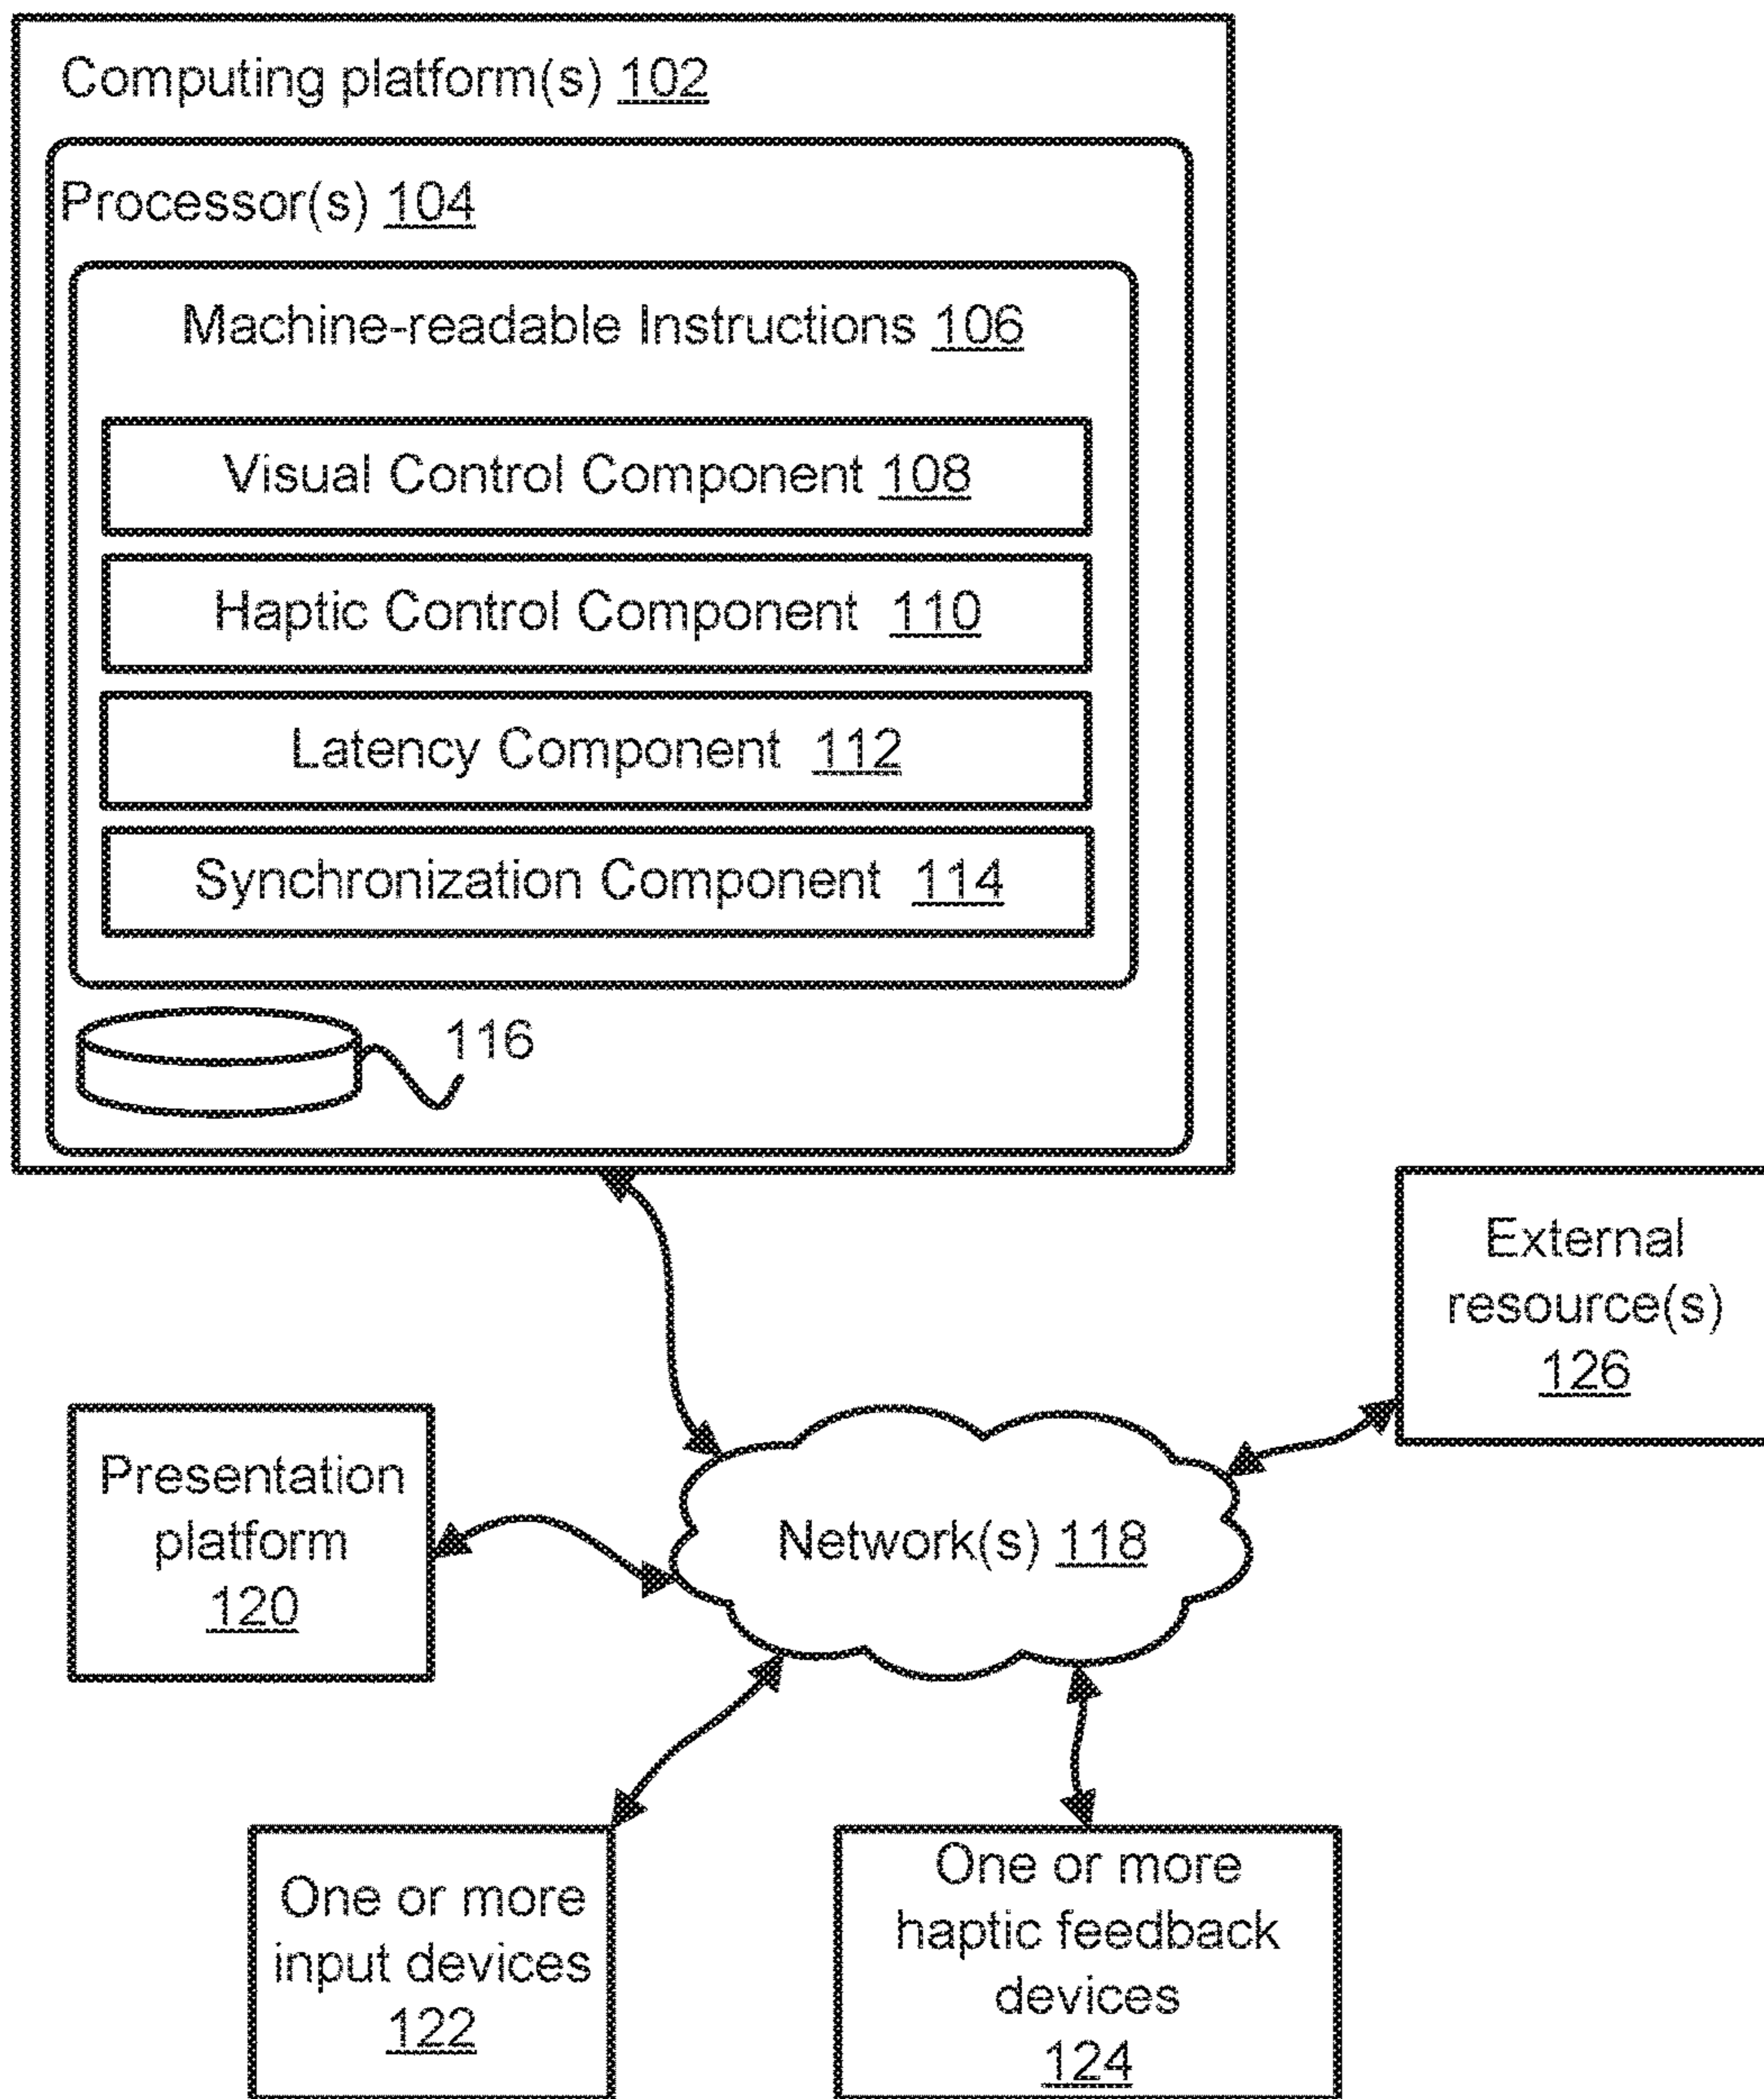 Computing platform(s) 102
Processor(s) 104
Machine-readable Instructions 106
Visual Control Component 108
Haptic Control Component 110
Latency Component 112
Synchronization Component 114
116
External
resource(s)
126
Presentation
platform
120
Network(s) 118
One or more
input devices
122
One or more
haptic feedback
devices
124